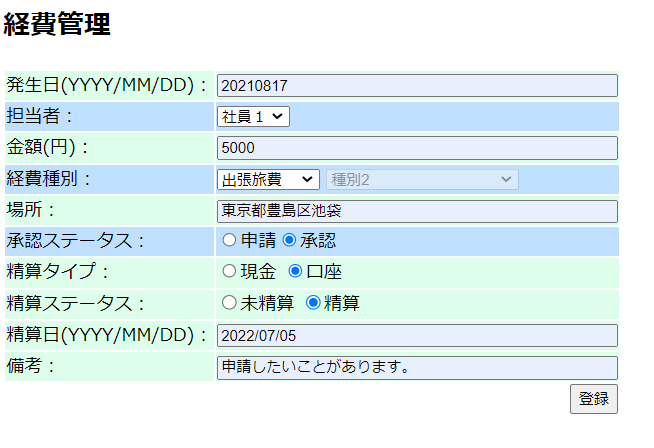 経費管理
発生日(YYYY/MM/DD)： 20210817
担当者： 社員１
金額(円)： 5000
経費種別： 出張旅費 種別2
場所： 東京都豊島区池袋
承認ステータス： 申請 承認
精算タイプ： 現金 口座
精算ステータス： 未精算 精算
精算日(YYYY/MM/DD)： 2022/07/05
備考： 申請したいことがあります。
登録